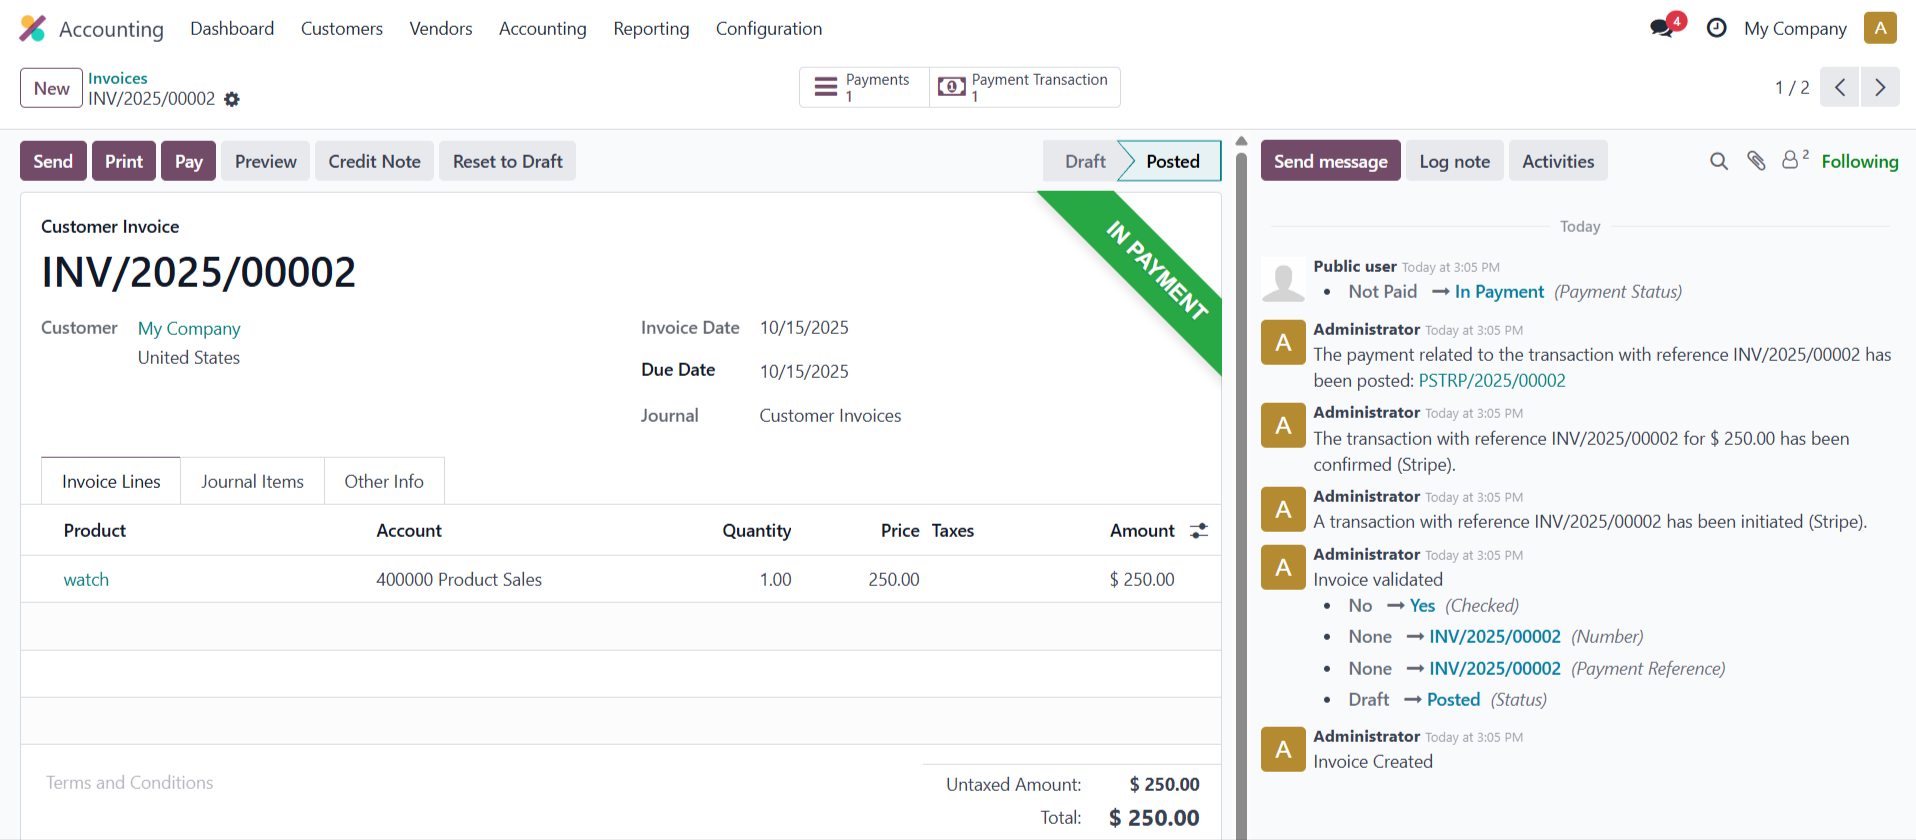 Accounting Dashboard Customers Vendors Accounting Reporting Configuration
4 My Company A
New
Invoices
INV/2025/00002
Payments
1
Payment Transaction
1
1 / 2
Send Print Pay Preview Credit Note Reset to Draft
Draft Posted
Send message Log note Activities
2 Following
Customer Invoice
INV/2025/00002
IN PAYMENT
Customer My Company
United States
Invoice Date 10/15/2025
Due Date 10/15/2025
Journal Customer Invoices
Invoice Lines Journal Items Other Info
Product Account Quantity Price Taxes Amount
watch 400000 Product Sales 1.00 250.00 $ 250.00
Terms and Conditions
Untaxed Amount: $ 250.00
Total: $ 250.00
Today
Public user Today at 3:05 PM
• Not Paid → In Payment (Payment Status)
A Administrator Today at 3:05 PM
The payment related to the transaction with reference INV/2025/00002 has
been posted: PSTRP/2025/00002
A Administrator Today at 3:05 PM
The transaction with reference INV/2025/00002 for $ 250.00 has been
confirmed (Stripe).
A Administrator Today at 3:05 PM
A transaction with reference INV/2025/00002 has been initiated (Stripe).
A Administrator Today at 3:05 PM
Invoice validated
• No → Yes (Checked)
• None → INV/2025/00002 (Number)
• None → INV/2025/00002 (Payment Reference)
• Draft → Posted (Status)
A Administrator Today at 3:05 PM
Invoice Created